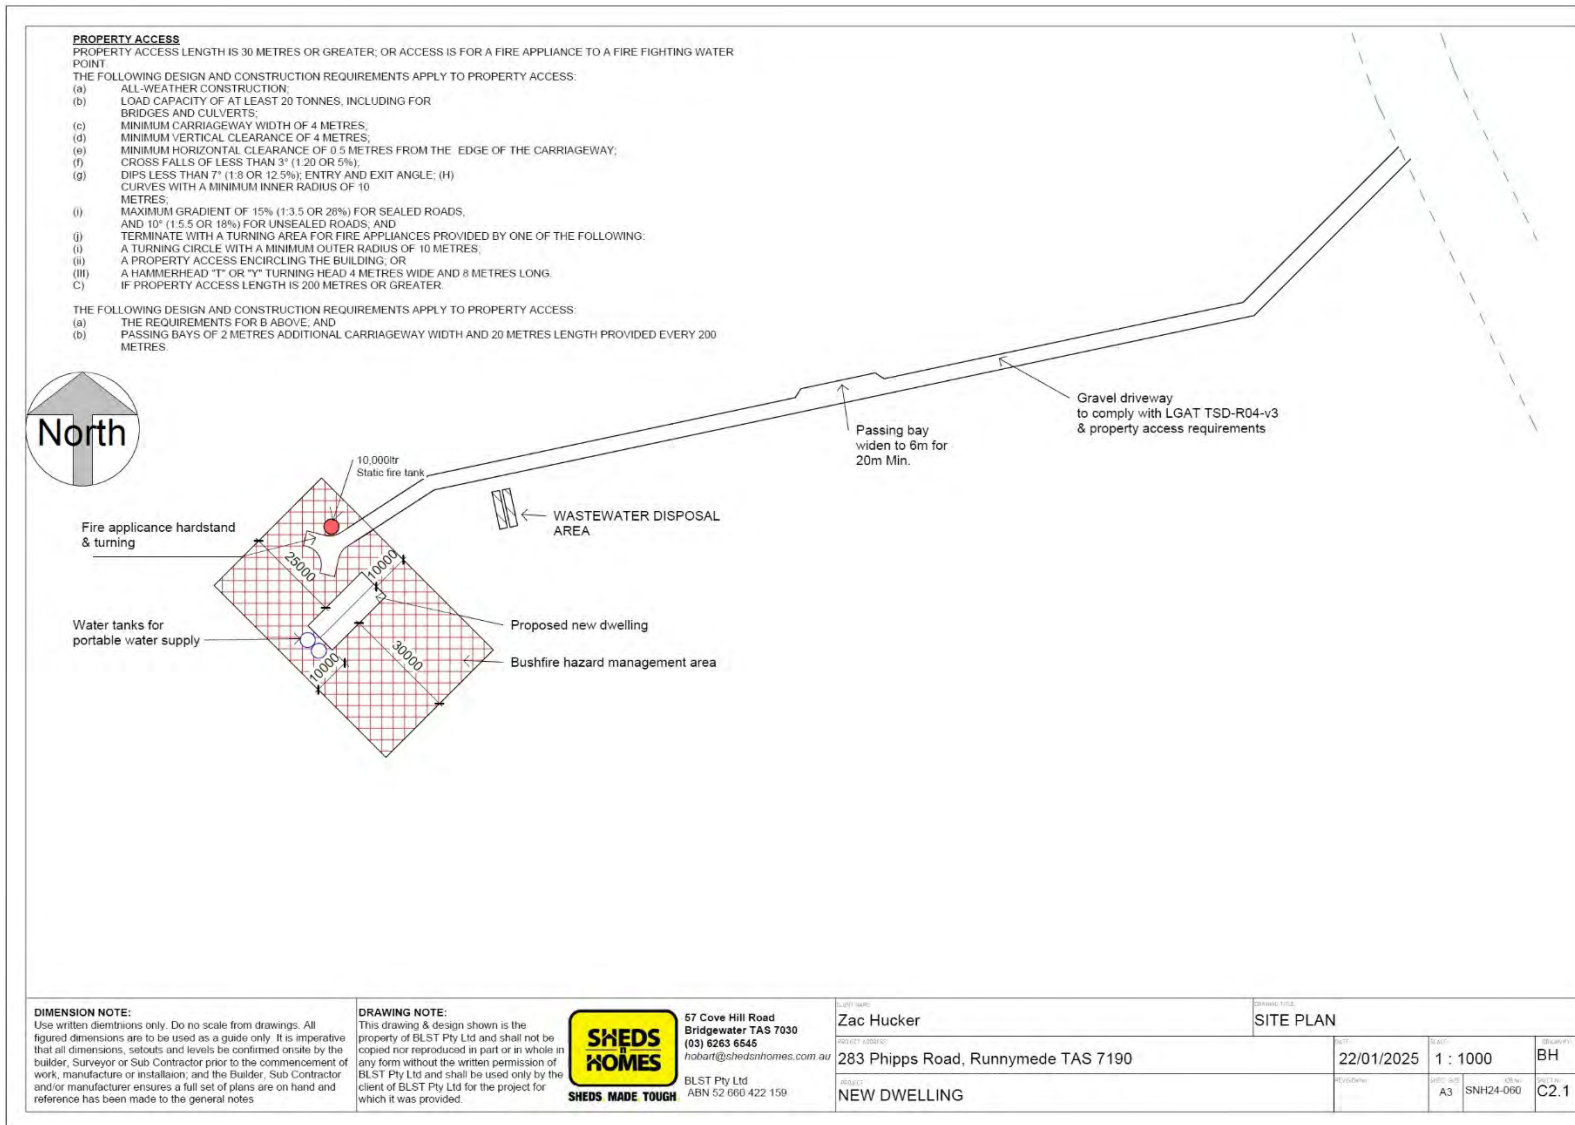 PROPERTY ACCESS
PROPERTY ACCESS LENGTH IS 30 METRES OR GREATER; OR ACCESS IS FOR A FIRE APPLIANCE TO A FIRE FIGHTING WATER
POINT.
THE FOLLOWING DESIGN AND CONSTRUCTION REQUIREMENTS APPLY TO PROPERTY ACCESS:
(a) ALL-WEATHER CONSTRUCTION;
(b) LOAD CAPACITY OF AT LEAST 20 TONNES, INCLUDING FOR
BRIDGES AND CULVERTS;
(c) MINIMUM CARRIAGEWAY WIDTH OF 4 METRES;
(d) MINIMUM VERTICAL CLEARANCE OF 4 METRES;
(e) MINIMUM HORIZONTAL CLEARANCE OF 0.5 METRES FROM THE EDGE OF THE CARRIAGEWAY;
(f) CROSS FALLS OF LESS THAN 3° (1:20 OR 5%);
(g) DIPS LESS THAN 7° (1:8 OR 12.5%); ENTRY AND EXIT ANGLE; (H)
CURVES WITH A MINIMUM INNER RADIUS OF 10
METRES;
(i) MAXIMUM GRADIENT OF 15% (1:3.5 OR 28%) FOR SEALED ROADS,
AND 10° (1:5.5 OR 18%) FOR UNSEALED ROADS; AND
(j) TERMINATE WITH A TURNING AREA FOR FIRE APPLIANCES PROVIDED BY ONE OF THE FOLLOWING:
(i) A TURNING CIRCLE WITH A MINIMUM OUTER RADIUS OF 10 METRES;
(ii) A PROPERTY ACCESS ENCIRCLING THE BUILDING; OR
(III) A HAMMERHEAD "T" OR "Y" TURNING HEAD 4 METRES WIDE AND 8 METRES LONG.
C) IF PROPERTY ACCESS LENGTH IS 200 METRES OR GREATER.
THE FOLLOWING DESIGN AND CONSTRUCTION REQUIREMENTS APPLY TO PROPERTY ACCESS:
(a) THE REQUIREMENTS FOR B ABOVE; AND
(b) PASSING BAYS OF 2 METRES ADDITIONAL CARRIAGEWAY WIDTH AND 20 METRES LENGTH PROVIDED EVERY 200
METRES.
North
10,000ltr
Static fire tank
Fire applicance hardstand
& turning
Water tanks for
portable water supply
25000
10000
30000
10000
Proposed new dwelling
Bushfire hazard management area
WASTEWATER DISPOSAL
AREA
Passing bay
widen to 6m for
20m Min.
Gravel driveway
to comply with LGAT TSD-R04-v3
& property access requirements
DIMENSION NOTE:
Use written diemtnions only. Do no scale from drawings. All
figured dimensions are to be used as a guide only. It is imperative
that all dimensions, setouts and levels be confirmed onsite by the
builder, Surveyor or Sub Contractor prior to the commencement of
work, manufacture or installaion; and the Builder, Sub Contractor
and/or manufacturer ensures a full set of plans are on hand and
reference has been made to the general notes
DRAWING NOTE:
This drawing & design shown is the
property of BLST Pty Ltd and shall not be
copied nor reproduced in part or in whole in
any form without the written permission of
BLST Pty Ltd and shall be used only by the
client of BLST Pty Ltd for the project for
which it was provided.
SHEDS
n
HOMES
SHEDS MADE TOUGH
57 Cove Hill Road
Bridgewater TAS 7030
(03) 6263 6545
hobart@shedsnhomes.com.au
BLST Pty Ltd
ABN 52 660 422 159
CLIENT NAME
Zac Hucker
PROJECT ADDRESS
283 Phipps Road, Runnymede TAS 7190
PROJECT
NEW DWELLING
DRAWING TITLE
SITE PLAN
DATE
22/01/2025
SCALE
1 : 1000
BH
SHEET SIZE
A3
JOB No
SNH24-060
SHEET No
C2.1